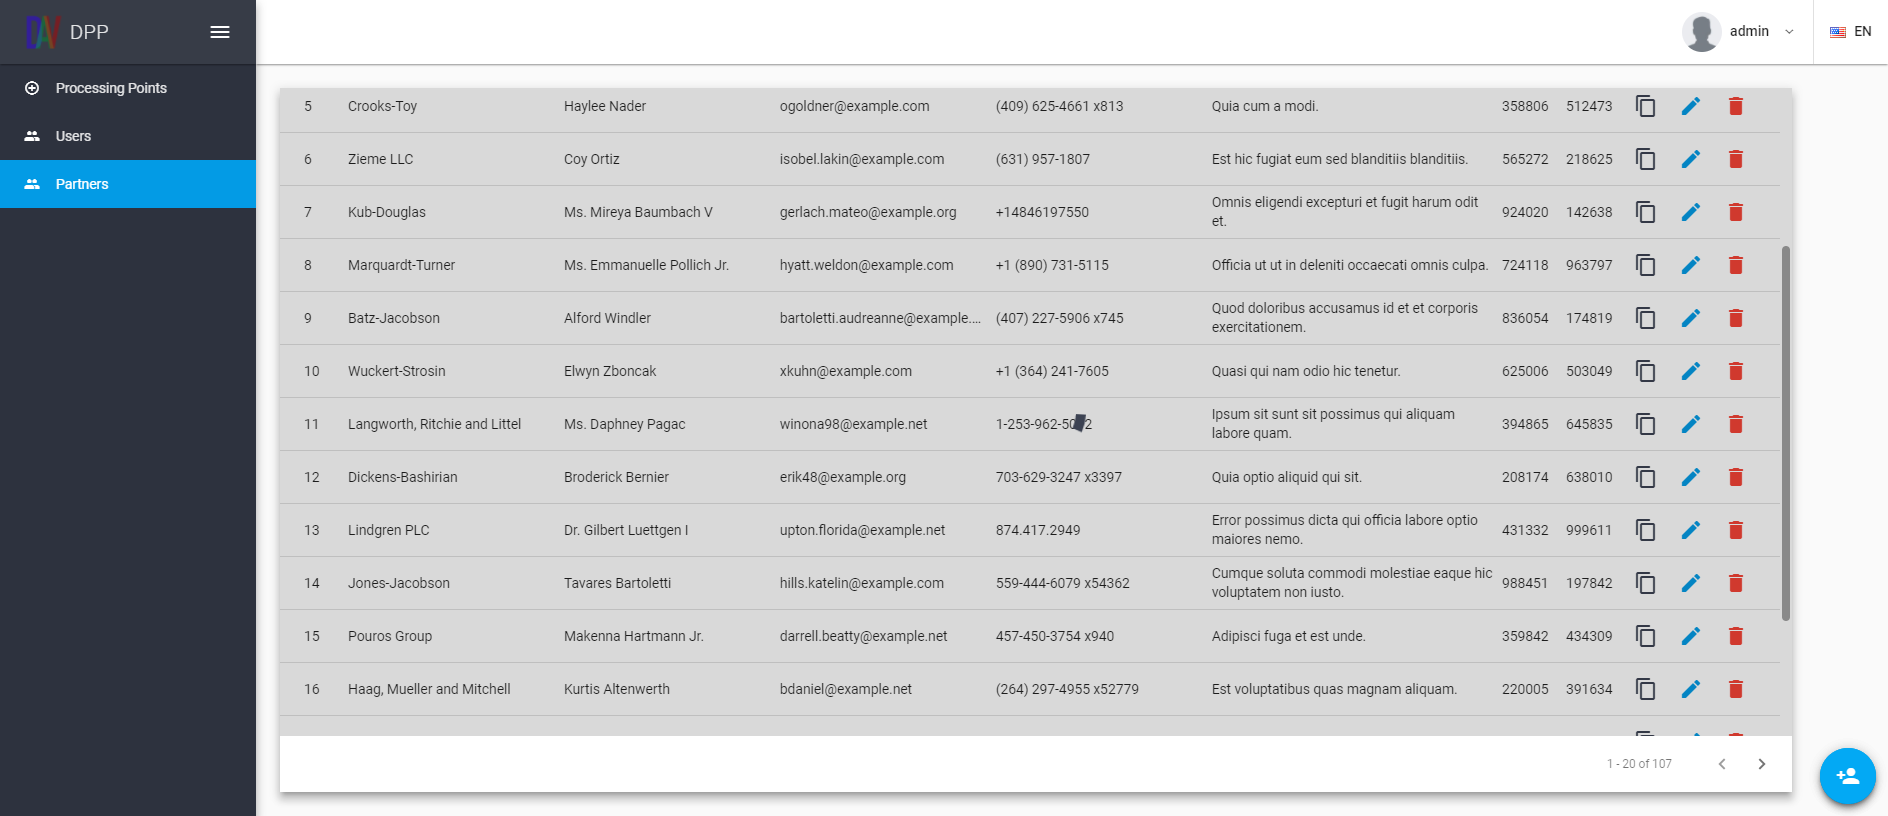 DAV DPP
admin
EN
Processing Points
Users
Partners
5 Crooks-Toy Haylee Nader ogoldner@example.com (409) 625-4661 x813 Quia cum a modi. 358806 512473
6 Zieme LLC Coy Ortiz isobel.lakin@example.com (631) 957-1807 Est hic fugiat eum sed blanditiis blanditiis. 565272 218625
7 Kub-Douglas Ms. Mireya Baumbach V gerlach.mateo@example.org +14846197550 Omnis eligendi excepturi et fugit harum odit 924020 142638
et.
8 Marquardt-Turner Ms. Emmanuelle Pollich Jr. hyatt.weldon@example.com +1 (890) 731-5115 Officia ut ut in deleniti occaecati omnis culpa. 724118 963797
9 Batz-Jacobson Alford Windler bartoletti.audreanne@example.... (407) 227-5906 x745 Quod doloribus accusamus id et et corporis 836054 174819
exercitationem.
10 Wuckert-Strosin Elwyn Zboncak xkuhn@example.com +1 (364) 241-7605 Quasi qui nam odio hic tenetur. 625006 503049
11 Langworth, Ritchie and Littel Ms. Daphney Pagac winona98@example.net Ipsum sit sunt sit possimus qui aliquam 394865 645835
labore quam.
12 Dickens-Bashirian Broderick Bernier erik48@example.org 703-629-3247 x3397 Quia optio aliquid qui sit. 208174 638010
13 Lindgren PLC Dr. Gilbert Luettgen I upton.florida@example.net 874.417.2949 Error possimus dicta qui officia labore optio 431332 999611
maiores nemo.
14 Jones-Jacobson Tavares Bartoletti hills.katelin@example.com 559-444-6079 x54362 Cumque soluta commodi molestiae eaque hic 988451 197842
voluptatem non iusto.
15 Pouros Group Makenna Hartmann Jr. darrell.beatty@example.net 457-450-3754 x940 Adipisci fuga et est unde. 359842 434309
16 Haag, Mueller and Mitchell Kurtis Altenwerth bdaniel@example.net (264) 297-4955 x52779 Est voluptatibus quas magnam aliquam. 220005 391634
1 - 20 of 107